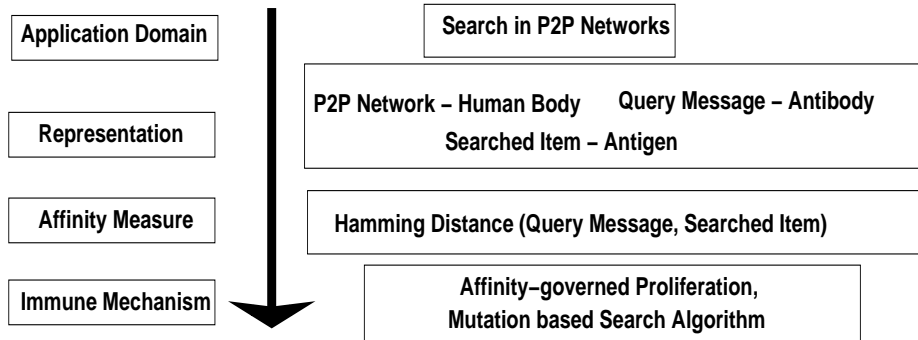 Application Domain
Search in P2P Networks
P2P Network – Human Body
Query Message – Antibody
Representation
Searched Item – Antigen
Affinity Measure
Hamming Distance (Query Message, Searched Item)
Immune Mechanism
Affinity–governed Proliferation,
Mutation based Search Algorithm